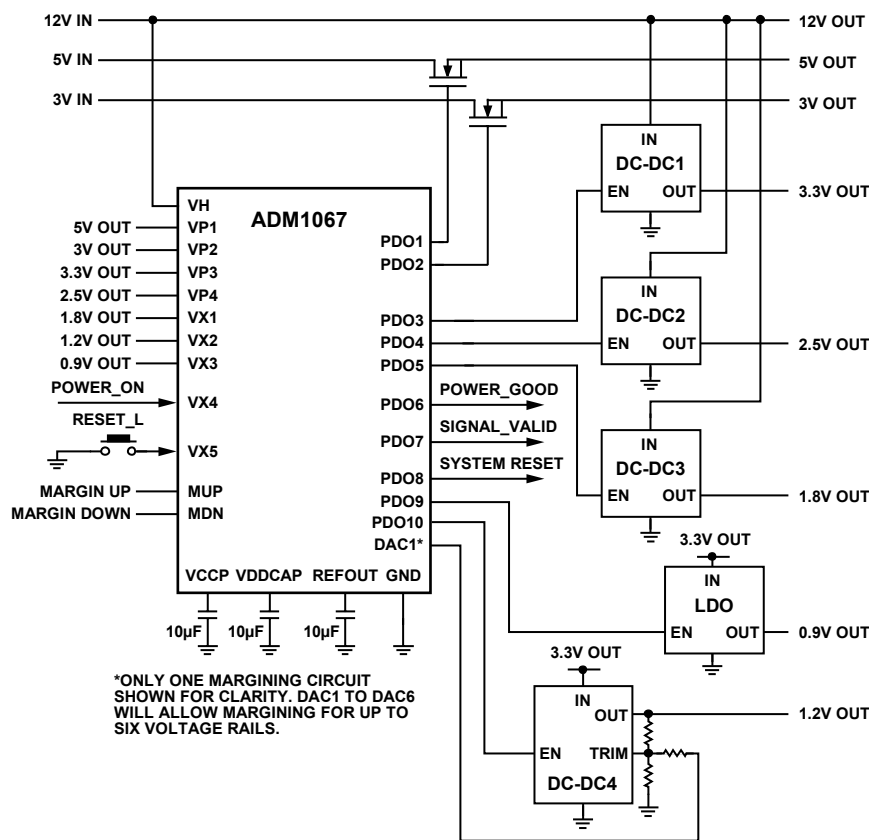 12V IN
12V OUT
5V IN
5V OUT
3V IN
3V OUT
IN
DC-DC1
EN OUT
3.3V OUT
ADM1067
VH
5V OUT VP1
3V OUT VP2
3.3V OUT VP3
2.5V OUT VP4
1.8V OUT VX1
1.2V OUT VX2
0.9V OUT VX3
POWER_ON
VX4
RESET_L
VX5
MARGIN UP MUP
MARGIN DOWN MDN
PDO1
PDO2
PDO3
PDO4
PDO5
PDO6 POWER_GOOD
PDO7 SIGNAL_VALID
PDO8 SYSTEM RESET
PDO9
PDO10
DAC1*
VCCP VDDCAP REFOUT GND
10µF 10µF 10µF
IN
DC-DC2
EN OUT
2.5V OUT
IN
DC-DC3
EN OUT
1.8V OUT
3.3V OUT
IN
LDO
EN OUT
0.9V OUT
3.3V OUT
IN
OUT
1.2V OUT
EN TRIM
DC-DC4
*ONLY ONE MARGINING CIRCUIT
SHOWN FOR CLARITY. DAC1 TO DAC6
WILL ALLOW MARGINING FOR UP TO
SIX VOLTAGE RAILS.